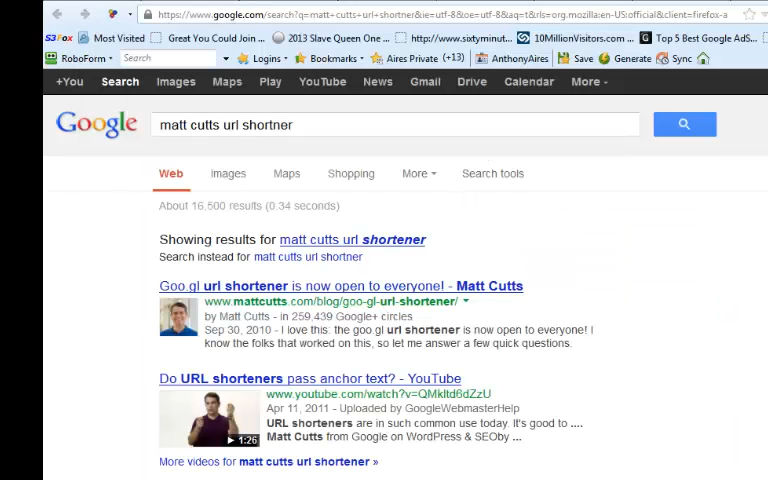 https://www.google.com/search?q=matt+cutts+url+shortner&ie=utf-8&oe=utf-8&aq=t&rls=org.mozilla:en-US:official&client=firefox-a
S3Fox Most Visited Great You Could Join ... 2013 Slave Queen One ... http://www.sixtyminut... 10MillionVisitors.com ... G Top 5 Best Google AdS...
RoboForm Search Logins Bookmarks Aires Private (+13) AnthonyAires Save Generate Sync
+You Search Images Maps Play YouTube News Gmail Drive Calendar More
Google matt cutts url shortner
Web Images Maps Shopping More Search tools
About 16,500 results (0.34 seconds)
Showing results for matt cutts url shortener
Search instead for matt cutts url shortner
Goo.gl url shortener is now open to everyone! - Matt Cutts
www.mattcutts.com/blog/goo-gl-url-shortener/
by Matt Cutts - in 259,439 Google+ circles
Sep 30, 2010 - I love this: the goo.gl url shortener is now open to everyone! I
know the folks that worked on this, so let me answer a few quick questions.
Do URL shorteners pass anchor text? - YouTube
www.youtube.com/watch?v=QMkltd6dZzU
Apr 11, 2011 - Uploaded by GoogleWebmasterHelp
URL shorteners are in such common use today. It's good to ....
Matt Cutts from Google on WordPress & SEOby ...
1:26
More videos for matt cutts url shortener »